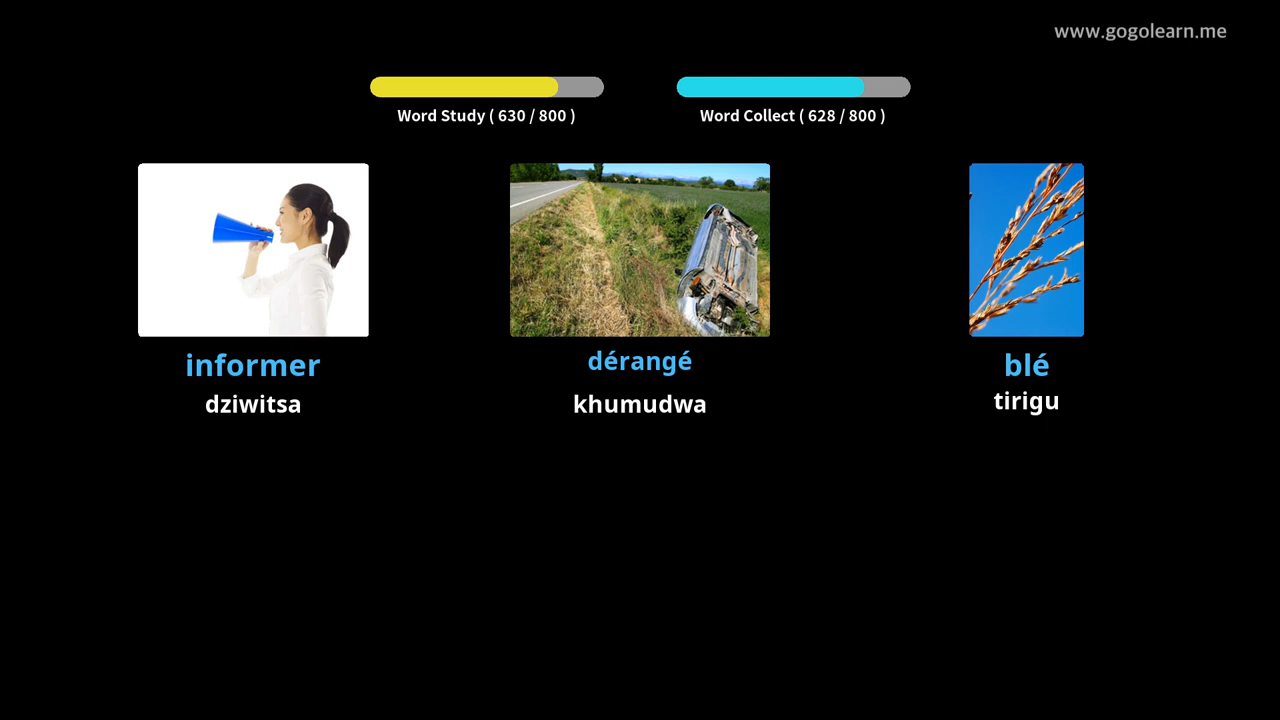 www.gogolearn.me
Word Study ( 630 / 800 )
Word Collect ( 628 / 800 )
informer
dziwitsa
dérangé
khumudwa
blé
tirigu